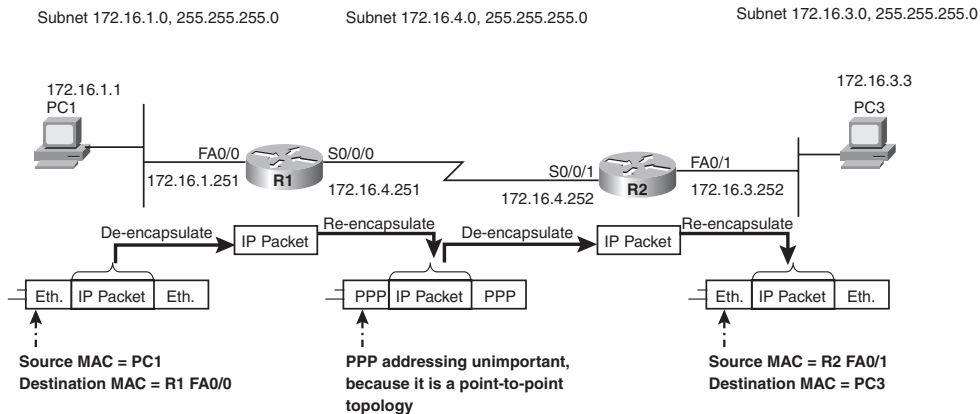 Subnet 172.16.1.0, 255.255.255.0
Subnet 172.16.4.0, 255.255.255.0
Subnet 172.16.3.0, 255.255.255.0
172.16.1.1
PC1
172.16.3.3
PC3
FA0/0
S0/0/0
R1
172.16.1.251
172.16.4.251
S0/0/1
FA0/1
R2
172.16.4.252
172.16.3.252
De-encapsulate
IP Packet
Re-encapsulate
De-encapsulate
IP Packet
Re-encapsulate
Eth. IP Packet Eth.
PPP IP Packet PPP
Eth. IP Packet Eth.
Source MAC = PC1
Destination MAC = R1 FA0/0
PPP addressing unimportant,
because it is a point-to-point
topology
Source MAC = R2 FA0/1
Destination MAC = PC3